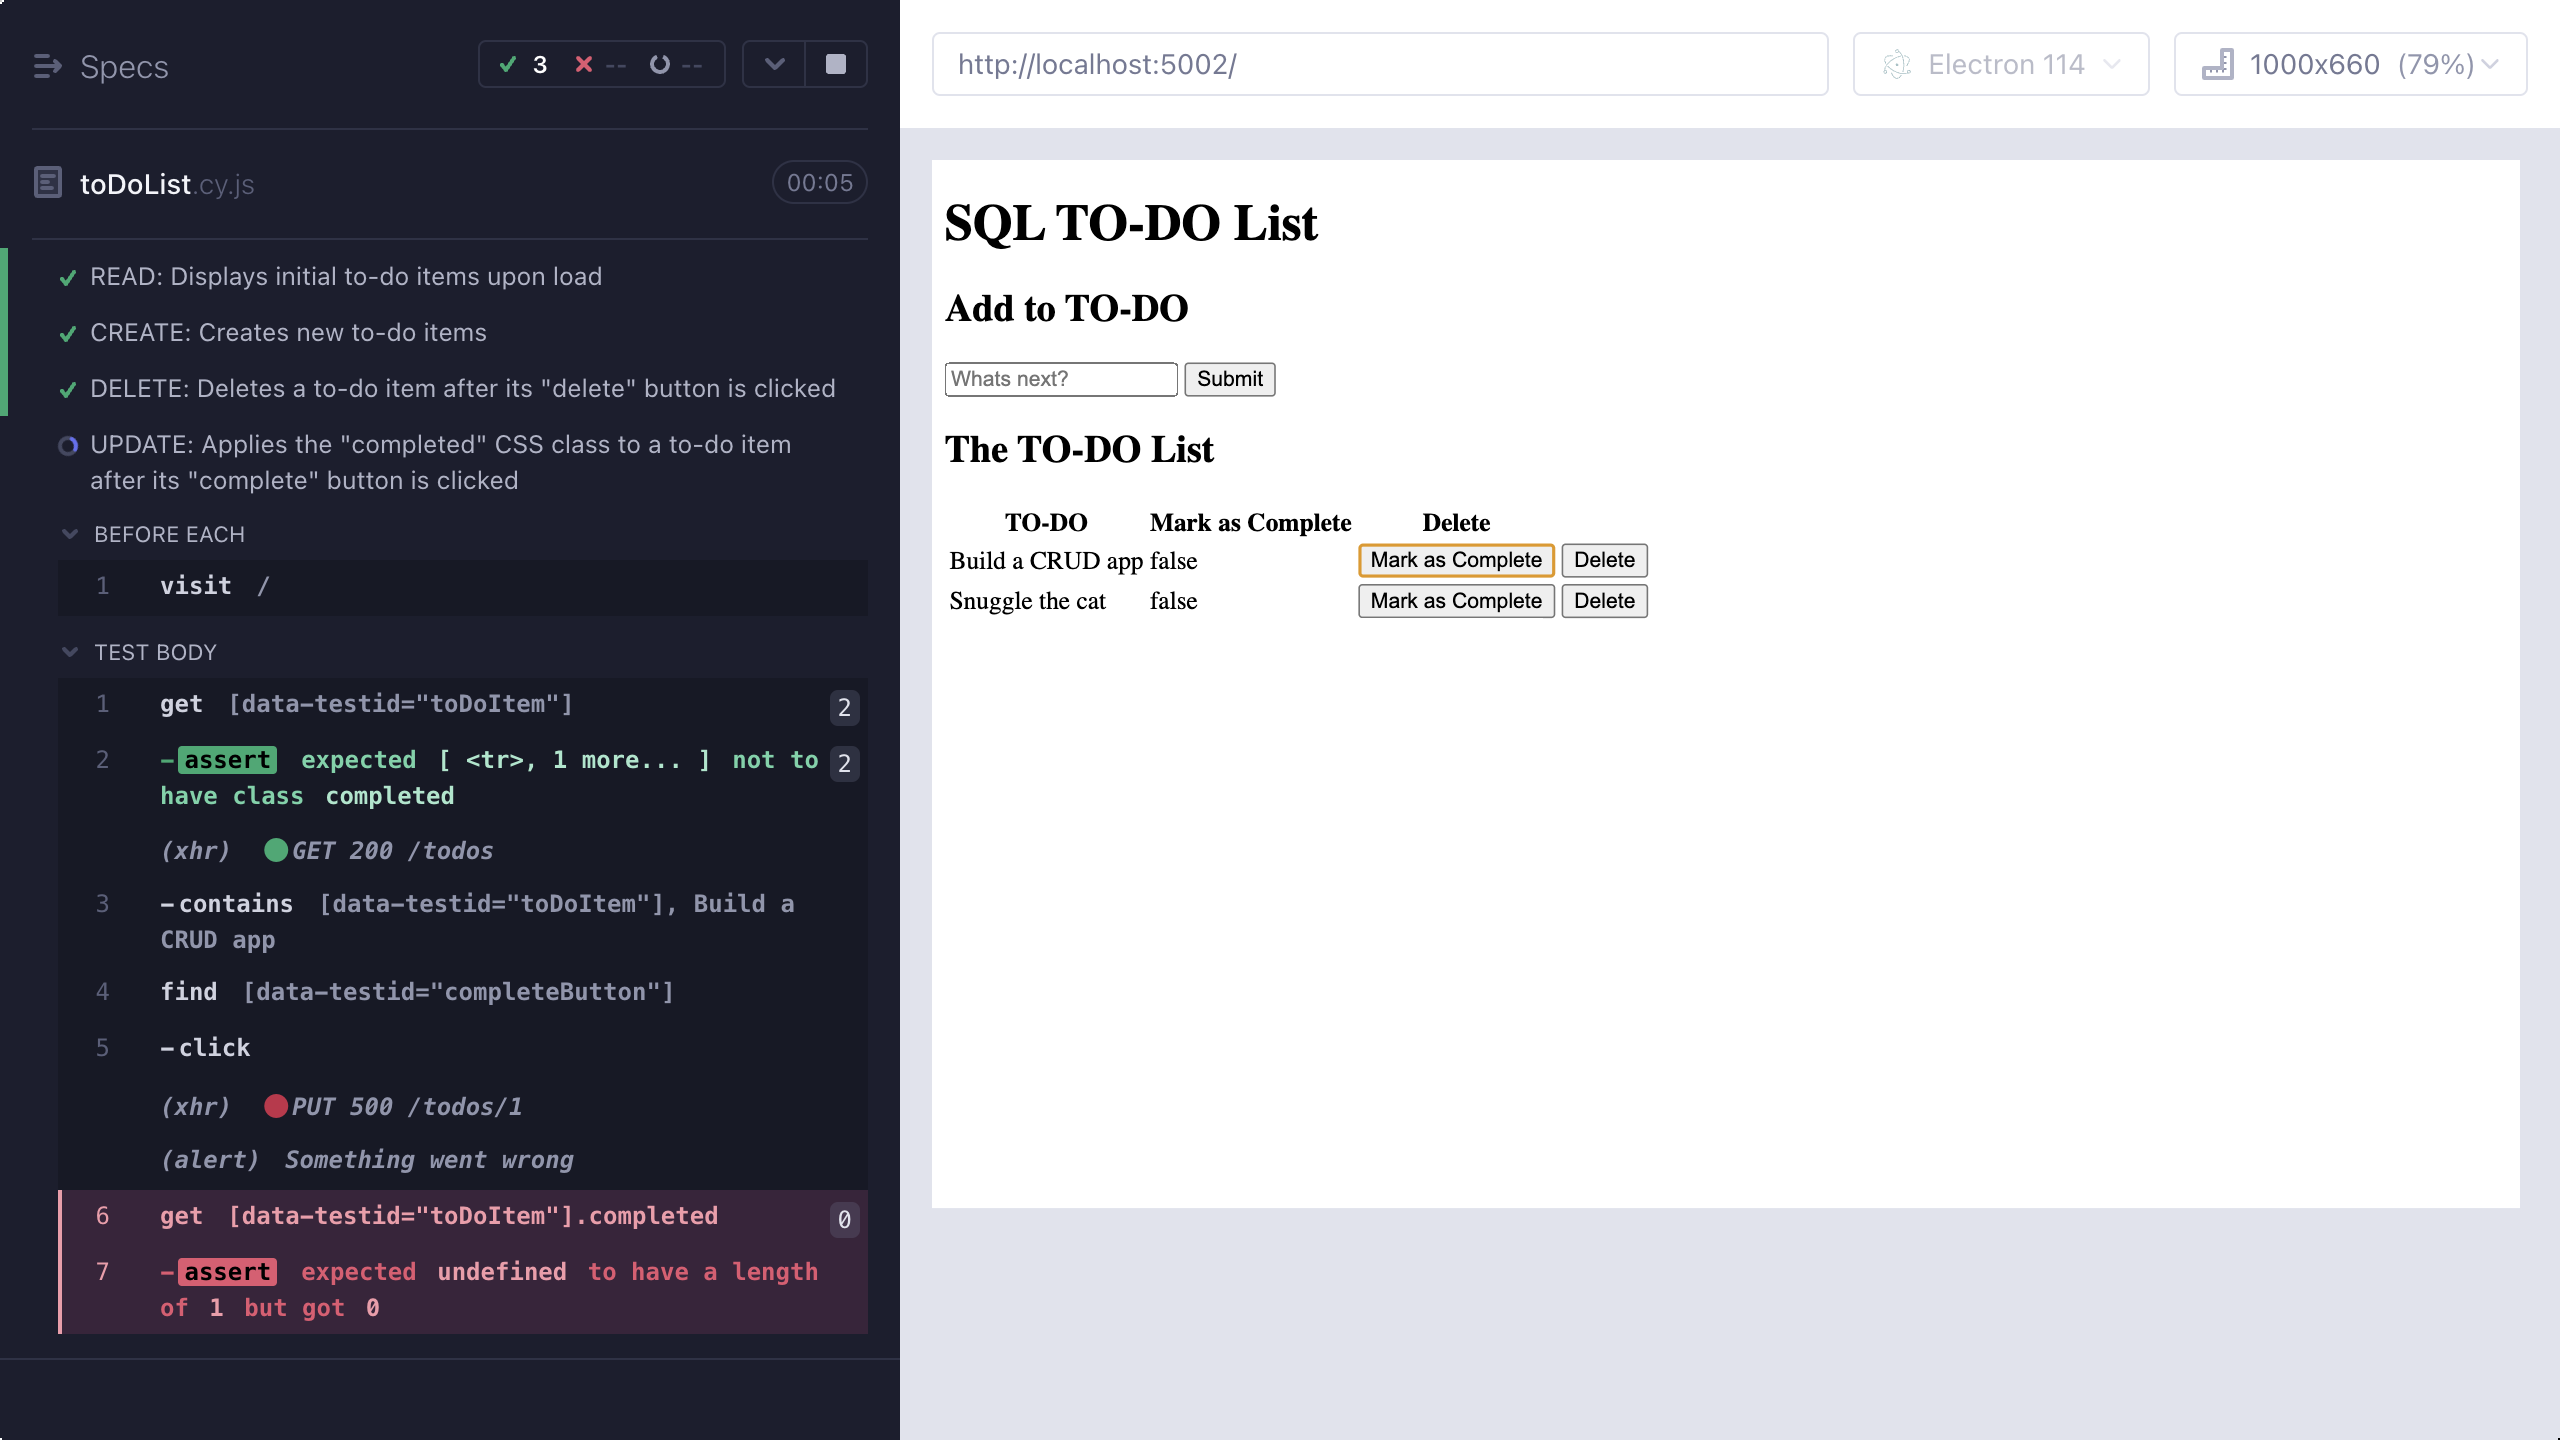 Specs
3 -- --
toDoList.cy.js
00:05
READ: Displays initial to-do items upon load
CREATE: Creates new to-do items
DELETE: Deletes a to-do item after its "delete" button is clicked
UPDATE: Applies the "completed" CSS class to a to-do item
after its "complete" button is clicked
BEFORE EACH
1 visit /
TEST BODY
1 get [data-testid="toDoItem"] 2
2 -assert expected [ <tr>, 1 more... ] not to 2
have class completed
(xhr) GET 200 /todos
3 -contains [data-testid="toDoItem"], Build a
CRUD app
4 find [data-testid="completeButton"]
5 -click
(xhr) PUT 500 /todos/1
(alert) Something went wrong
6 get [data-testid="toDoItem"].completed 0
7 -assert expected undefined to have a length
of 1 but got 0
http://localhost:5002/
Electron 114
1000x660 (79%)
SQL TO-DO List
Add to TO-DO
Whats next? Submit
The TO-DO List
TO-DO Mark as Complete Delete
Build a CRUD app false Mark as Complete Delete
Snuggle the cat false Mark as Complete Delete